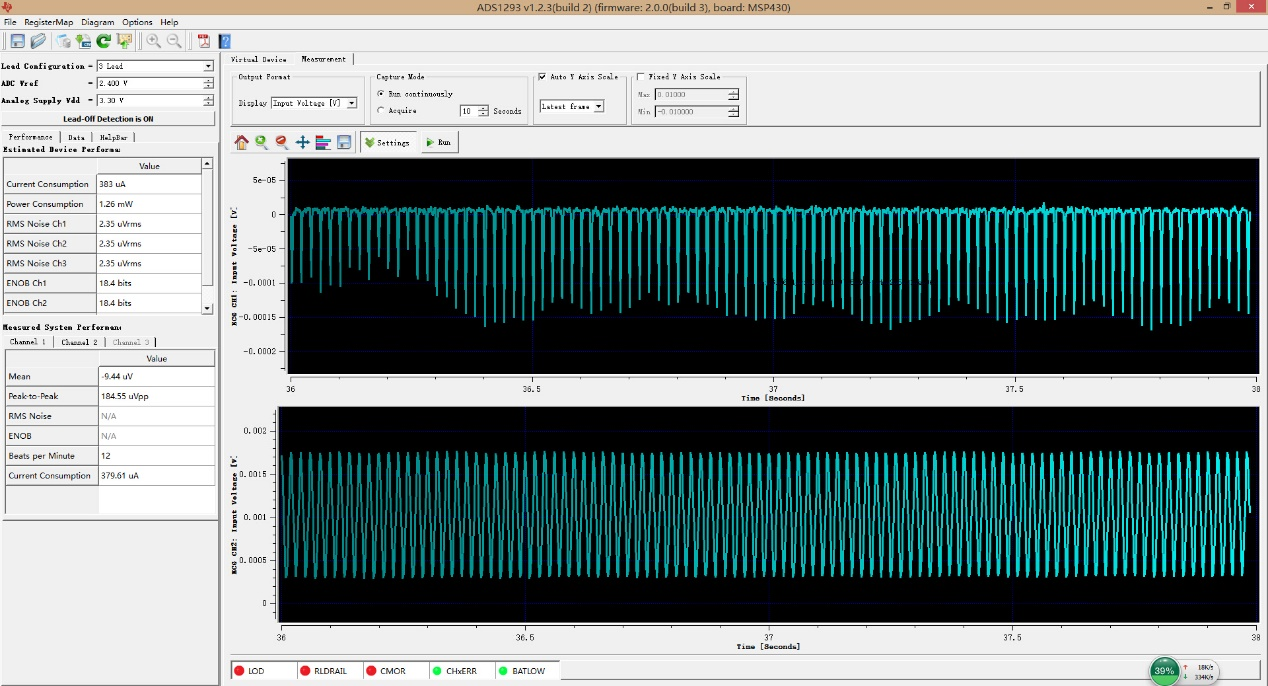 ADS1293 v1.2.3(build 2) (firmware: 2.0.0(build 3), board: MSP430)
File RegisterMap Diagram Options Help
Lead Configuration = 3 Lead
ADC Vref = 2.400 V
Analog Supply Vdd = 3.30 V
Lead-Off Detection is ON
Performance Data HelpBar
Estimated Device Performa
Value
Current Consumption 383 uA
Power Consumption 1.26 mW
RMS Noise Ch1 2.35 uVrms
RMS Noise Ch2 2.35 uVrms
RMS Noise Ch3 2.35 uVrms
ENOB Ch1 18.4 bits
ENOB Ch2 18.4 bits
Measured System Performan
Channel 1 Channel 2 Channel 3
Value
Mean -9.44 uV
Peak-to-Peak 184.55 uVpp
RMS Noise N/A
ENOB N/A
Beats per Minute 12
Current Consumption 379.61 uA
Virtual Device Measurement
Output Format
Display Input Voltage [V]
Capture Mode
Run continuously
Acquire 10 Seconds
Auto Y Axis Scale
Latest frame
Fixed Y Axis Scale
Max 0.01000
Min -0.010000
Settings Run
ECG CH1: Input Voltage [V]
5e-05
0
-5e-05
-0.0001
-0.00015
-0.0002
36 36.5 37 37.5 38
Time [Seconds]
ECG CH2: Input Voltage [V]
0.002
0.0015
0.001
0.0005
0
36 36.5 37 37.5 38
Time [Seconds]
LOD RLDRAIL CMOR CHxERR BATLOW
39% 18K/s
334K/s